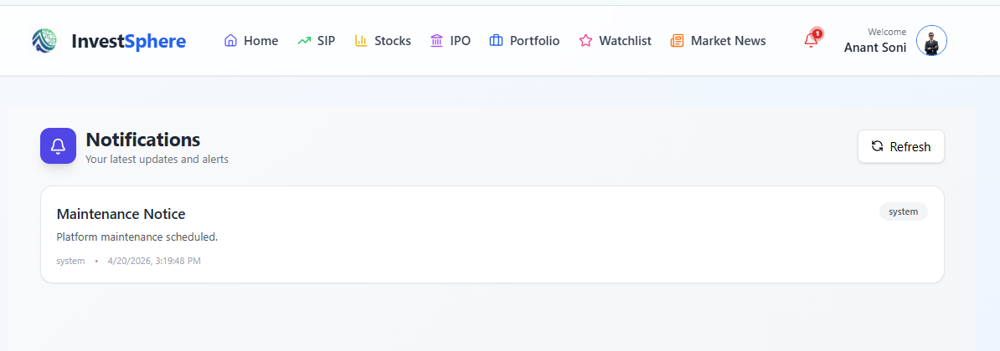 InvestSphere Home SIP Stocks IPO Portfolio Watchlist Market News 1 Welcome
Anant Soni
Notifications
Your latest updates and alerts
Refresh
Maintenance Notice
system
Platform maintenance scheduled.
system • 4/20/2026, 3:19:48 PM